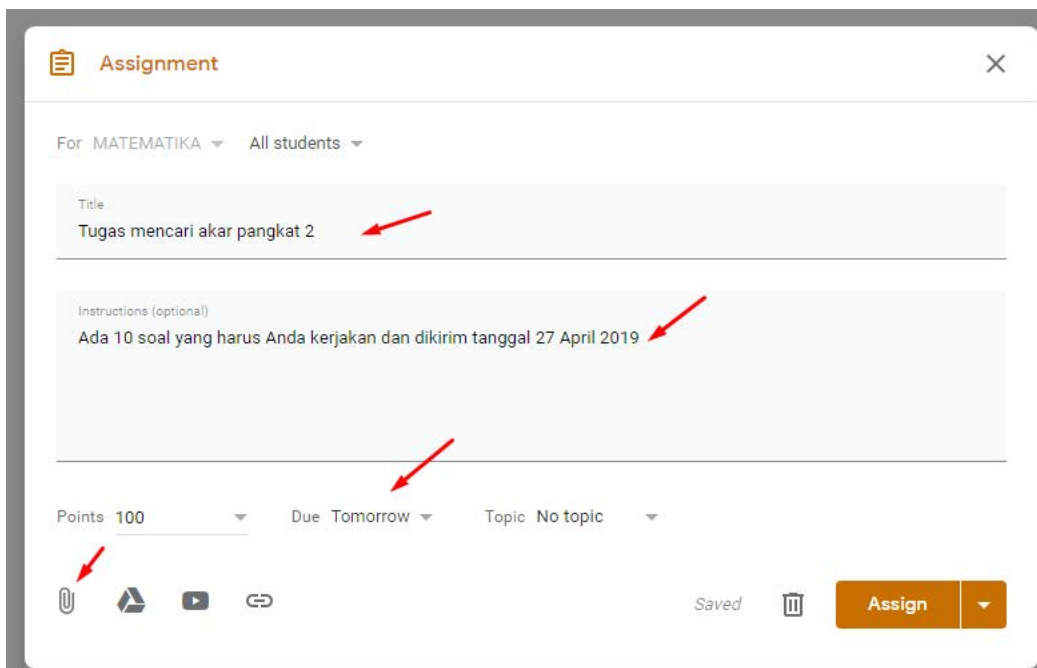 Assignment
For MATEMATIKA All students
Title
Tugas mencari akar pangkat 2
Instructions (optional)
Ada 10 soal yang harus Anda kerjakan dan dikirim tanggal 27 April 2019
Points 100 Due Tomorrow Topic No topic
Saved Assign